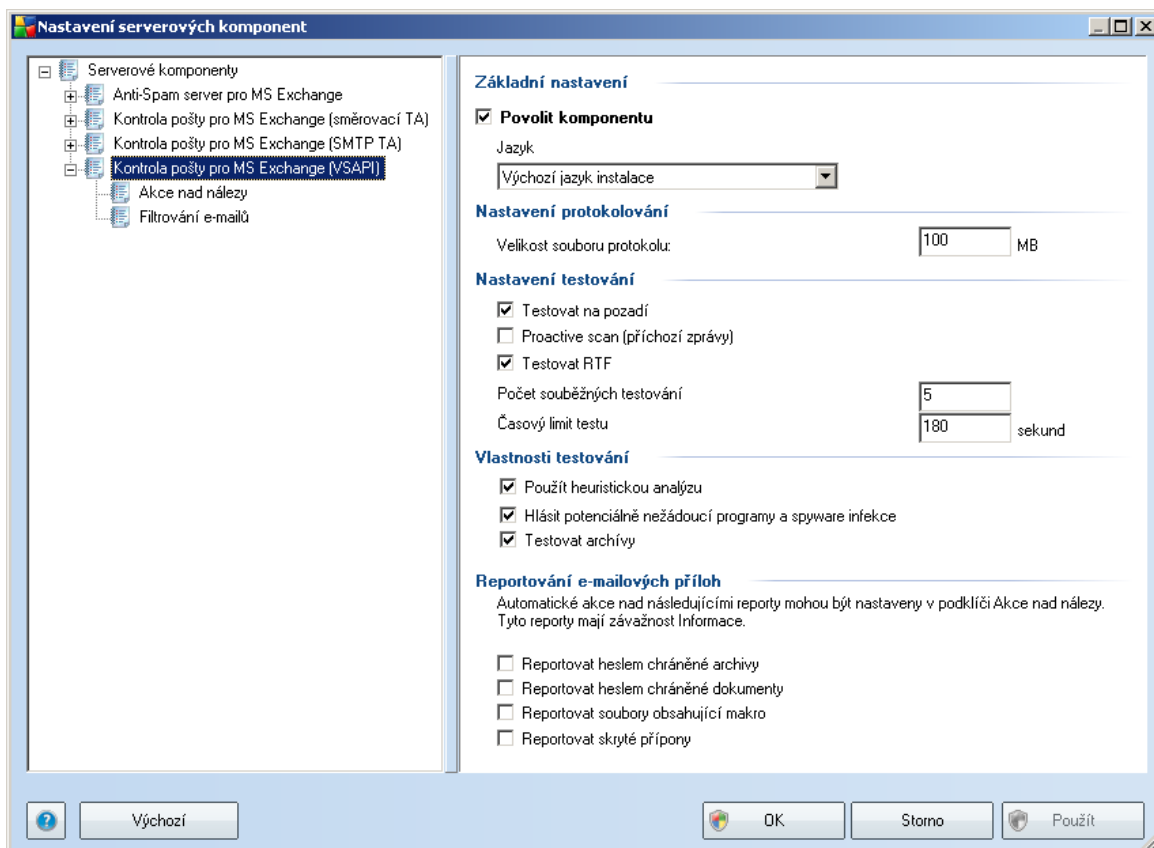 Nastavení serverových komponent
Serverové komponenty
Anti-Spam server pro MS Exchange
Kontrola pošty pro MS Exchange (směrovací TA)
Kontrola pošty pro MS Exchange (SMTP TA)
Kontrola pošty pro MS Exchange (VSAPI)
Akce nad nálezy
Filtrování e-mailů
Základní nastavení
Povolit komponentu
Jazyk
Výchozí jazyk instalace
Nastavení protokolování
Velikost souboru protokolu: 100 MB
Nastavení testování
Testovat na pozadí
Proactive scan (příchozí zprávy)
Testovat RTF
Počet souběžných testování 5
Časový limit testu 180 sekund
Vlastnosti testování
Použít heuristickou analýzu
Hlásit potenciálně nežádoucí programy a spyware infekce
Testovat archívy
Reportování e-mailových příloh
Automatické akce nad následujícími reporty mohou být nastaveny v podklíči Akce nad nálezy.
Tyto reporty mají závažnost Informace.
Reportovat heslem chráněné archivy
Reportovat heslem chráněné dokumenty
Reportovat soubory obsahující makro
Reportovat skryté přípony
? Výchozí OK Storno Použít